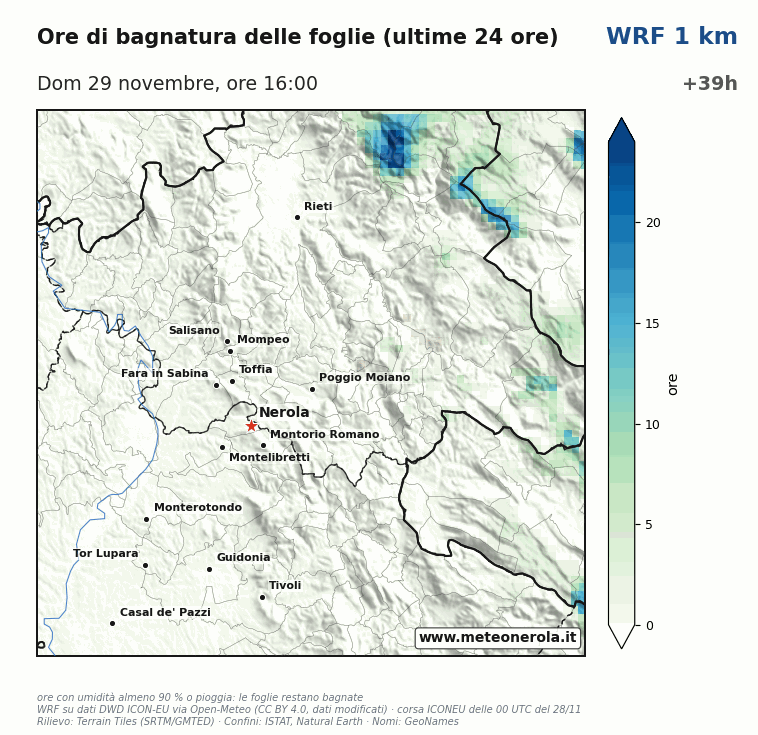 Ore di bagnatura delle foglie (ultime 24 ore)
WRF 1 km
Dom 29 novembre, ore 16:00
+39h
Rieti
Salisano
Mompeo
Fara in Sabina
Toffia
Poggio Moiano
Nerola
Montorio Romano
Montelibretti
Monterotondo
Tor Lupara
Guidonia
Tivoli
Casal de' Pazzi
www.meteonerola.it
20
15
10
5
0
ore
ore con umidità almeno 90 % o pioggia: le foglie restano bagnate
WRF su dati DWD ICON-EU via Open-Meteo (CC BY 4.0, dati modificati) · corsa ICONEU delle 00 UTC del 28/11
Rilievo: Terrain Tiles (SRTM/GMTED) · Confini: ISTAT, Natural Earth · Nomi: GeoNames